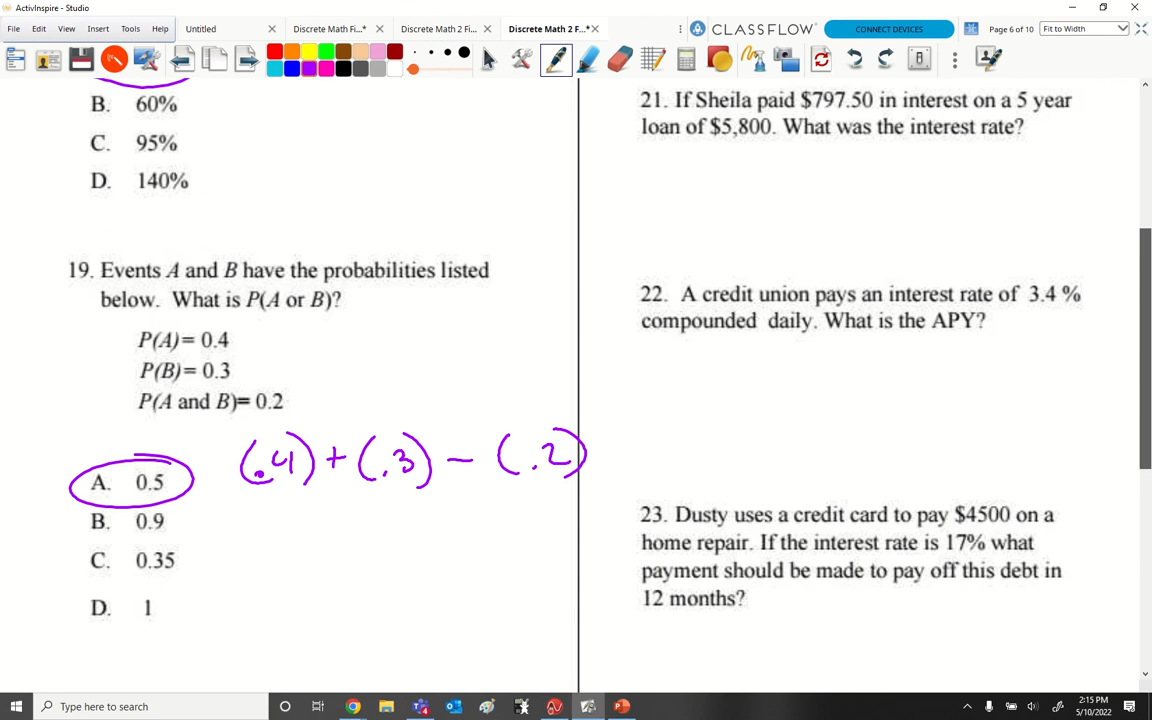 ActivInspire - Studio
File Edit View Insert Tools Help
Untitled
Discrete Math Fi...*
Discrete Math 2 F...
Discrete Math 2 F...*
CLASSFLOW
CONNECT DEVICES
Page 6 of 10
Fit to Width
B. 60%
C. 95%
D. 140%
19. Events A and B have the probabilities listed
below. What is P(A or B)?
P(A)= 0.4
P(B)= 0.3
P(A and B)= 0.2
(.4) + (.3) - (.2)
A. 0.5
B. 0.9
C. 0.35
D. 1
21. If Sheila paid $797.50 in interest on a 5 year
loan of $5,800. What was the interest rate?
22. A credit union pays an interest rate of 3.4 %
compounded daily. What is the APY?
23. Dusty uses a credit card to pay $4500 on a
home repair. If the interest rate is 17% what
payment should be made to pay off this debt in
12 months?
Type here to search
2:15 PM
5/10/2022